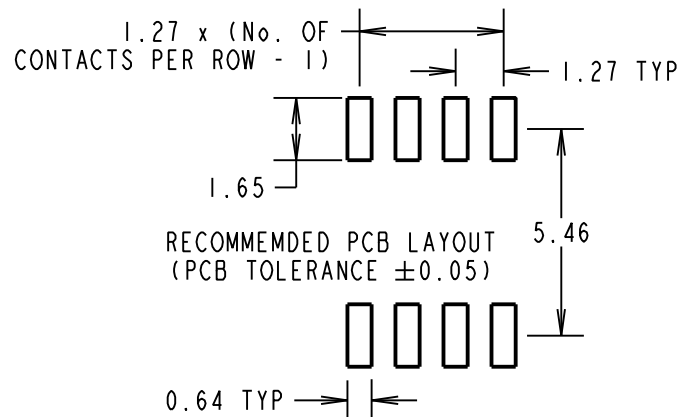 1.27 x (No. OF
CONTACTS PER ROW - 1)
1.27 TYP
1.65
RECOMMEMDED PCB LAYOUT
(PCB TOLERANCE ±0.05)
5.46
0.64 TYP